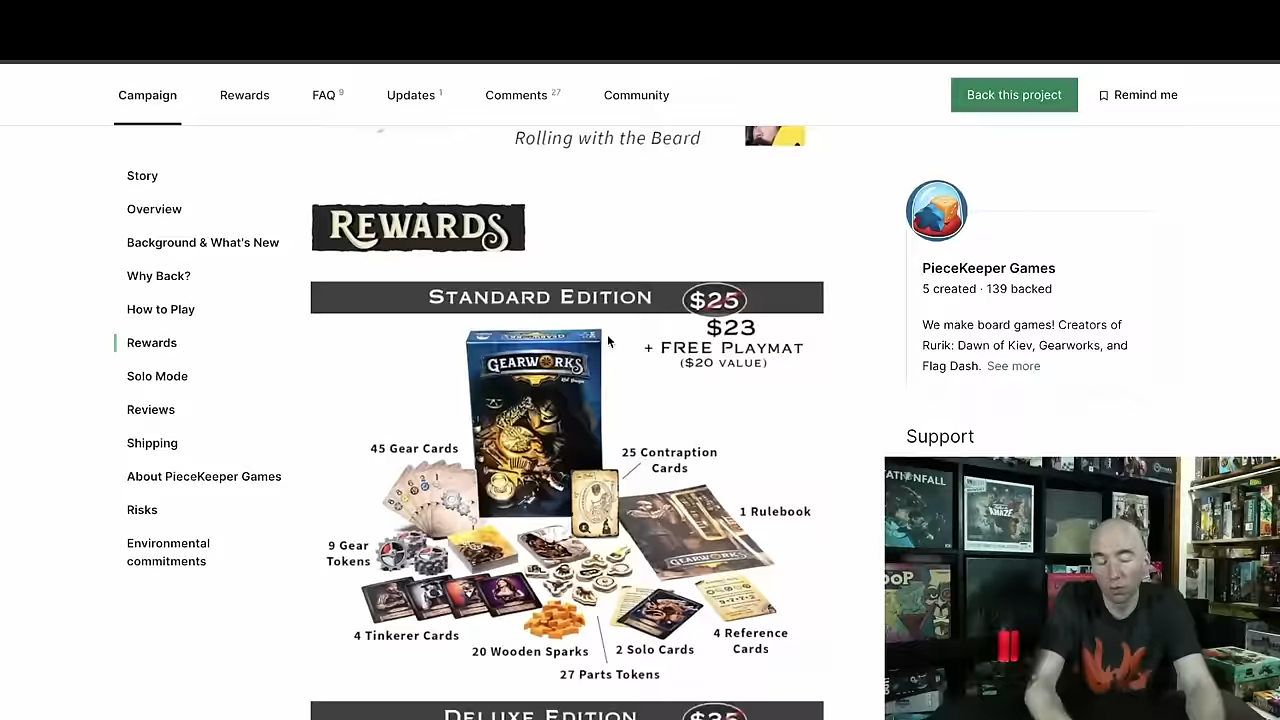 Campaign
Rewards
FAQ 9
Updates 1
Comments 27
Community
Back this project
Remind me
Rolling with the Beard
Story
Overview
Background & What's New
Why Back?
How to Play
Rewards
Solo Mode
Reviews
Shipping
About PieceKeeper Games
Risks
Environmental
commitments
REWARDS
STANDARD EDITION $25
$23
+ FREE PLAYMAT
($20 VALUE)
GEARWORKS
45 Gear Cards
25 Contraption
Cards
1 Rulebook
9 Gear
Tokens
GEARWORKS
4 Tinkerer Cards
20 Wooden Sparks
2 Solo Cards
4 Reference
Cards
27 Parts Tokens
DELUXE EDITION $35
PieceKeeper Games
5 created · 139 backed
We make board games! Creators of
Rurik: Dawn of Kiev, Gearworks, and
Flag Dash. See more
Support